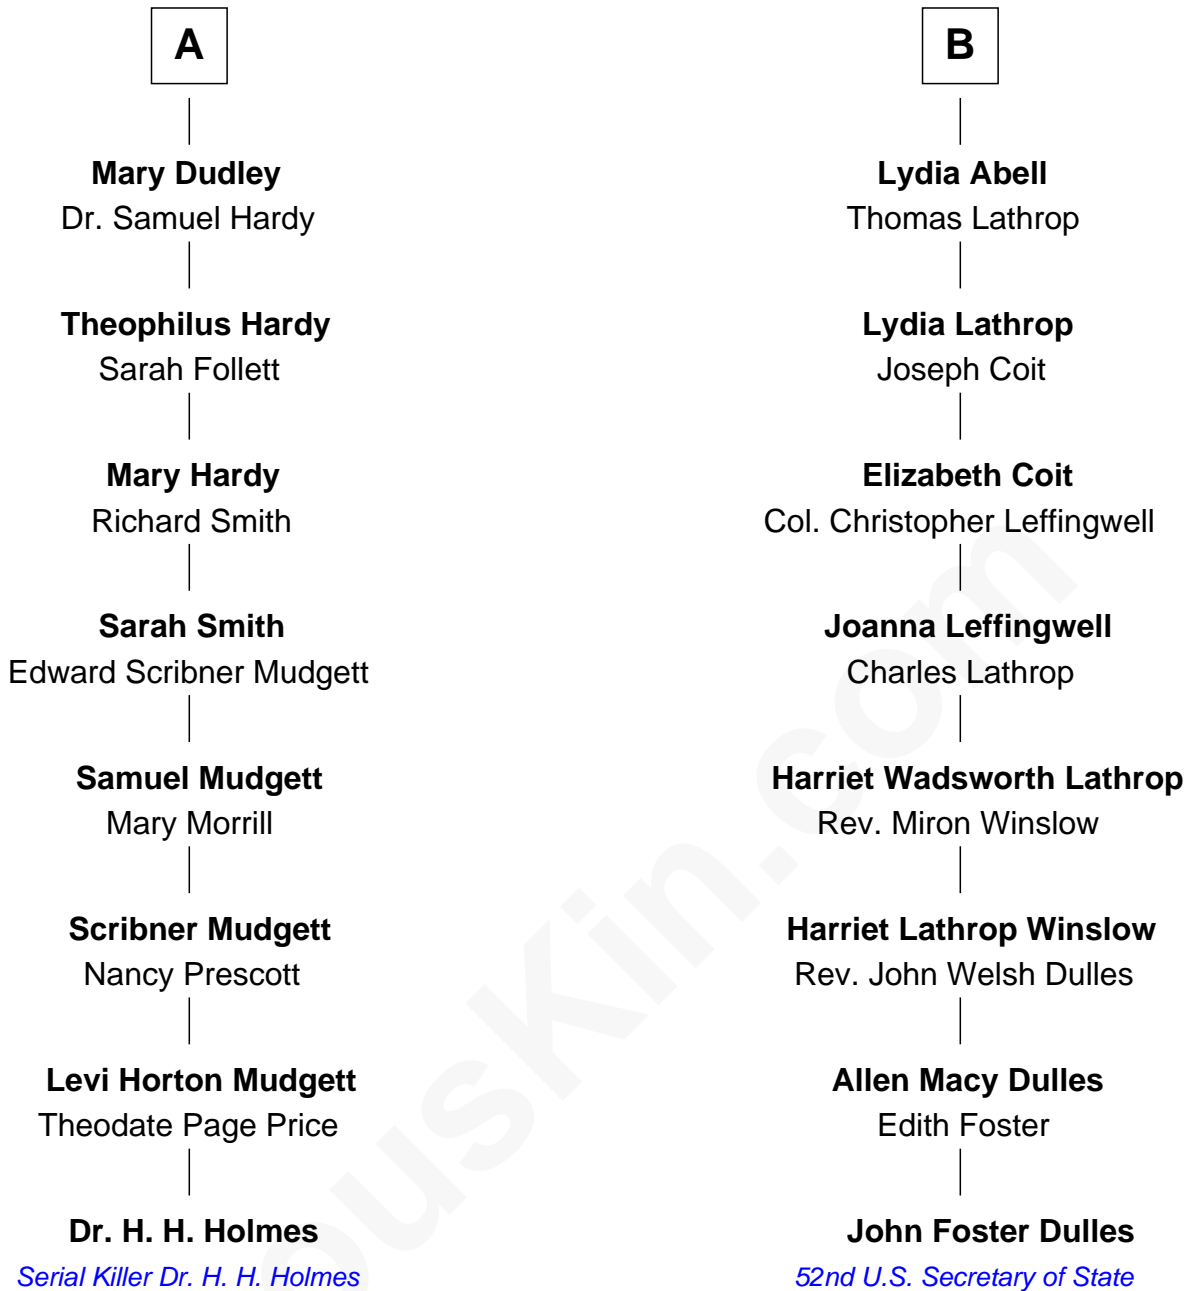 A
Mary Dudley
Dr. Samuel Hardy
Theophilus Hardy
Sarah Follett
Mary Hardy
Richard Smith
Sarah Smith
Edward Scribner Mudgett
Samuel Mudgett
Mary Morrill
Scribner Mudgett
Nancy Prescott
Levi Horton Mudgett
Theodate Page Price
Dr. H. H. Holmes
Serial Killer Dr. H. H. Holmes
B
Lydia Abell
Thomas Lathrop
Lydia Lathrop
Joseph Coit
Elizabeth Coit
Col. Christopher Leffingwell
Joanna Leffingwell
Charles Lathrop
Harriet Wadsworth Lathrop
Rev. Miron Winslow
Harriet Lathrop Winslow
Rev. John Welsh Dulles
Allen Macy Dulles
Edith Foster
John Foster Dulles
52nd U.S. Secretary of State
ousKin.com